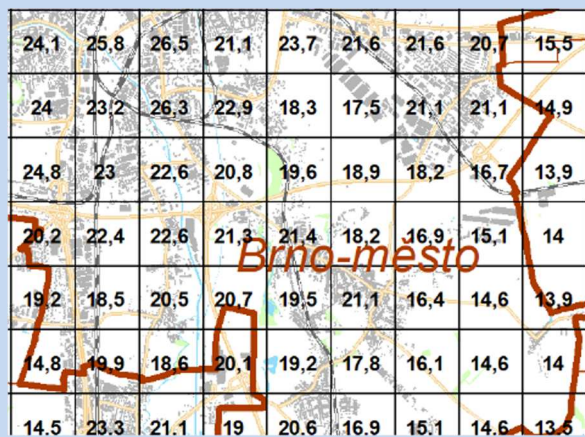 24,1 25,8 26,5 21,1 23,7 21,6 21,6 20,7 15,5
24 23,2 26,3 22,9 18,3 17,5 21,1 21,1 14,9
24,8 23 22,6 20,8 19,6 18,9 18,2 16,7 13,9
20,2 22,4 22,6 21,3 21,4 18,2 16,9 15,1 14
Brno-město
19,2 18,5 20,5 20,7 19,5 21,1 16,4 14,6 13,9
14,8 19,9 18,6 20,1 19,2 17,8 16,1 14,6 14
14,5 23,3 21,1 19 20,6 16,9 15,1 14,6 13,5